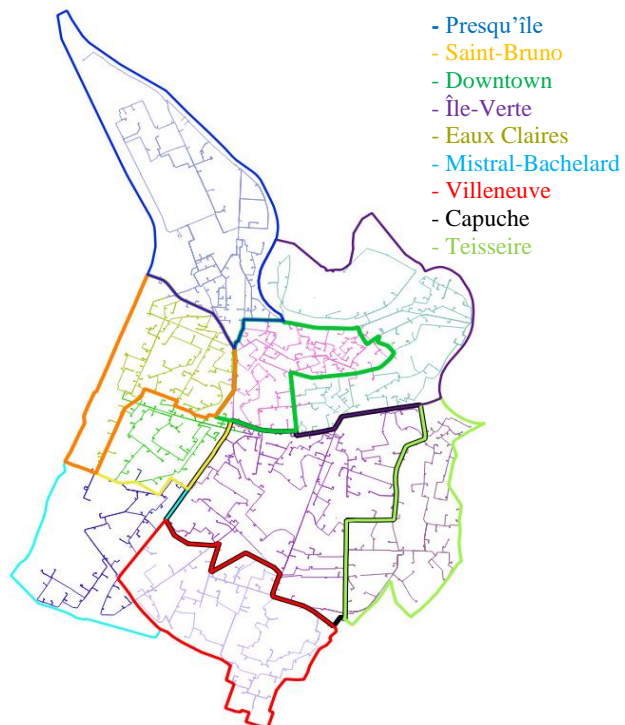 - Presqu’île
- Saint-Bruno
- Downtown
- Île-Verte
- Eaux Claires
- Mistral-Bachelard
- Villeneuve
- Capuche
- Teisseire